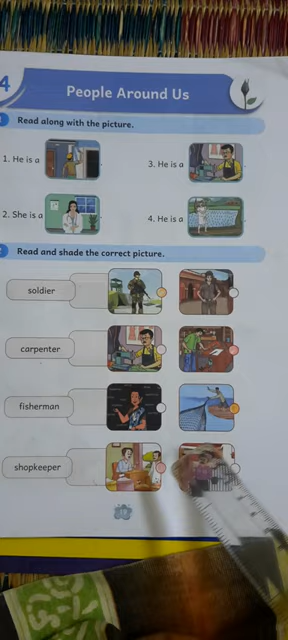 4
People Around Us
Read along with the picture.
1. He is a
3. He is a
2. She is a
4. He is a
Read and shade the correct picture.
soldier
carpenter
fisherman
shopkeeper